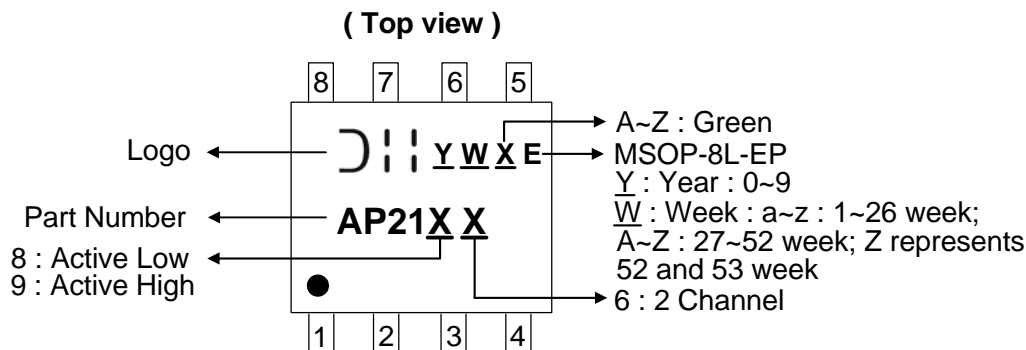 ( Top view )
8 7 6 5
Logo
Y W X E
A~Z : Green
MSOP-8L-EP
Y : Year : 0~9
W : Week : a~z : 1~26 week;
A~Z : 27~52 week; Z represents
52 and 53 week
Part Number
AP21X X
8 : Active Low
9 : Active High
6 : 2 Channel
1 2 3 4